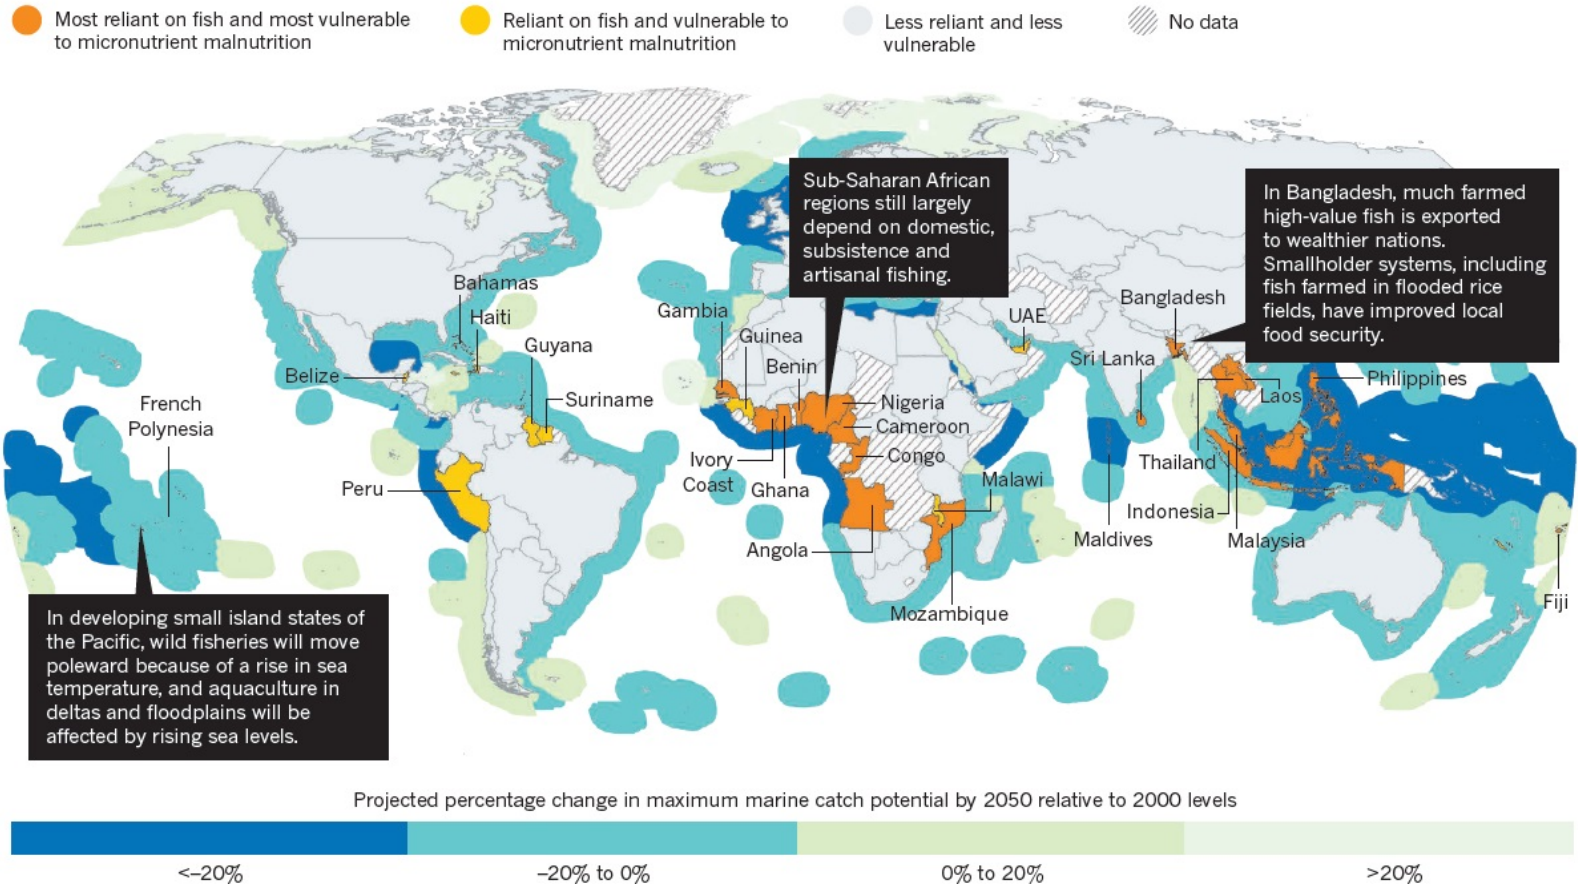 Most reliant on fish and most vulnerable
to micronutrient malnutrition
Reliant on fish and vulnerable to
micronutrient malnutrition
Less reliant and less
vulnerable
No data
Sub-Saharan African
regions still largely
depend on domestic,
subsistence and
artisanal fishing.
In Bangladesh, much farmed
high-value fish is exported
to wealthier nations.
Smallholder systems, including
fish farmed in flooded rice
fields, have improved local
food security.
Bahamas
Haiti
Guyana
Belize
Suriname
French
Polynesia
Peru
Gambia
Guinea
Benin
Nigeria
Cameroon
Congo
Ivory
Coast
Ghana
Angola
Malawi
Mozambique
UAE
Bangladesh
Sri Lanka
Philippines
Laos
Thailand
Indonesia
Maldives
Malaysia
Fiji
In developing small island states of
the Pacific, wild fisheries will move
poleward because of a rise in sea
temperature, and aquaculture in
deltas and floodplains will be
affected by rising sea levels.
Projected percentage change in maximum marine catch potential by 2050 relative to 2000 levels
<–20%
–20% to 0%
0% to 20%
>20%